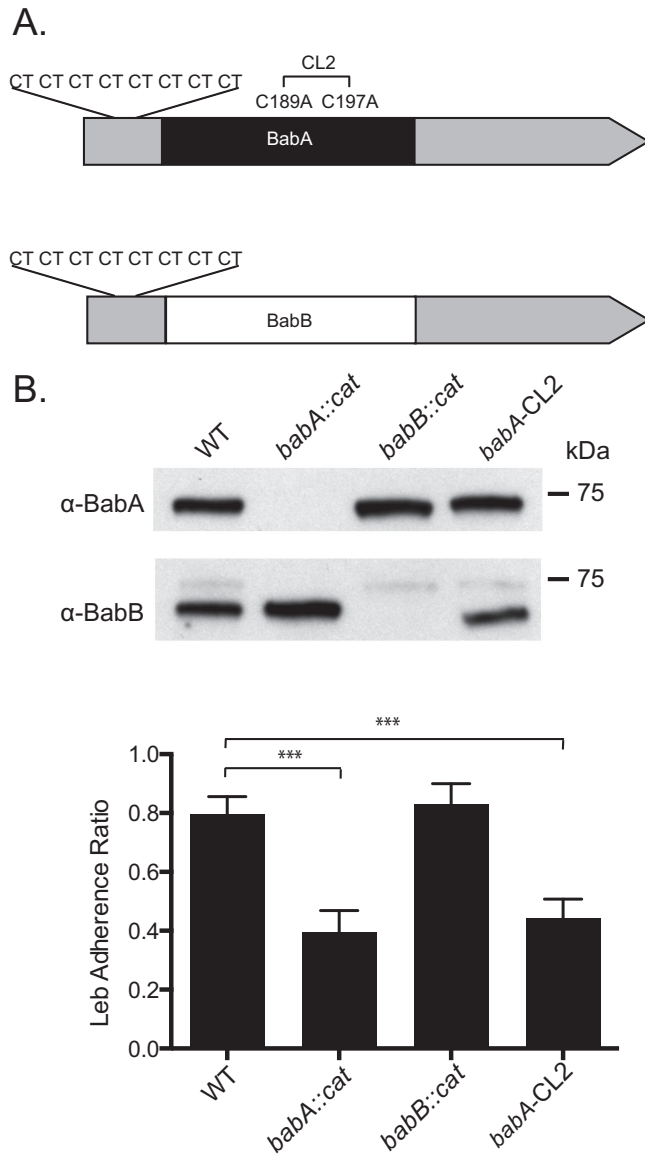 A.
CL2
CT CT CT CT CT CT CT CT
C189A C197A
BabA
CT CT CT CT CT CT CT CT
BabB
B.
WT babA::cat babB::cat babA-CL2 kDa
α-BabA 75
α-BabB 75
***
***
Leb Adherence Ratio
1.0
0.8
0.6
0.4
0.2
0.0
WT babA::cat babB::cat babA-CL2